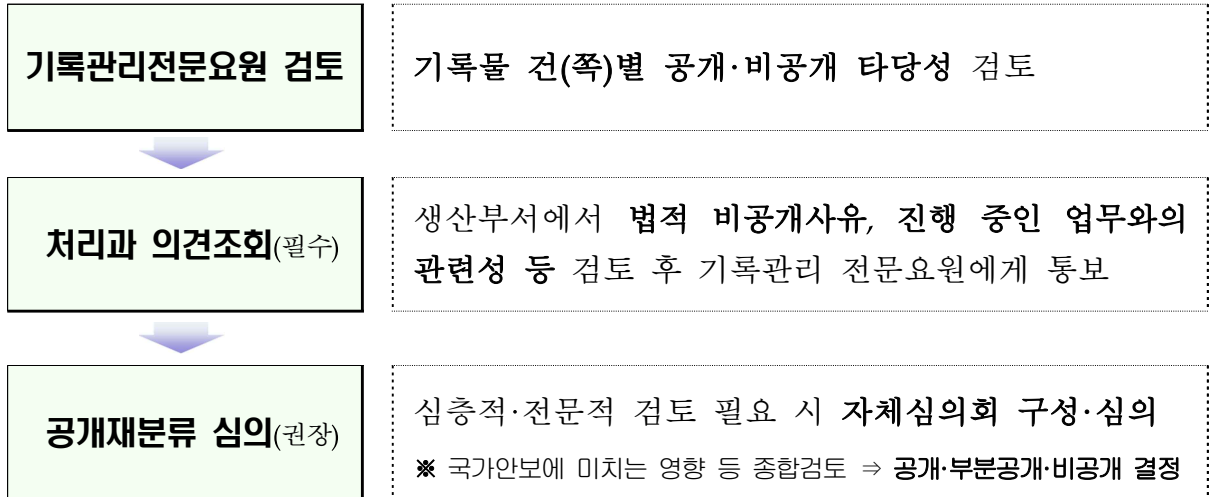 기록관리전문요원 검토
기록물 건(쪽)별 공개·비공개 타당성 검토
처리과 의견조회(필수)
생산부서에서 법적 비공개사유, 진행 중인 업무와의
관련성 등 검토 후 기록관리 전문요원에게 통보
공개재분류 심의(권장)
심층적·전문적 검토 필요 시 자체심의회 구성·심의
※ 국가안보에 미치는 영향 등 종합검토 ⇒ 공개·부분공개·비공개 결정